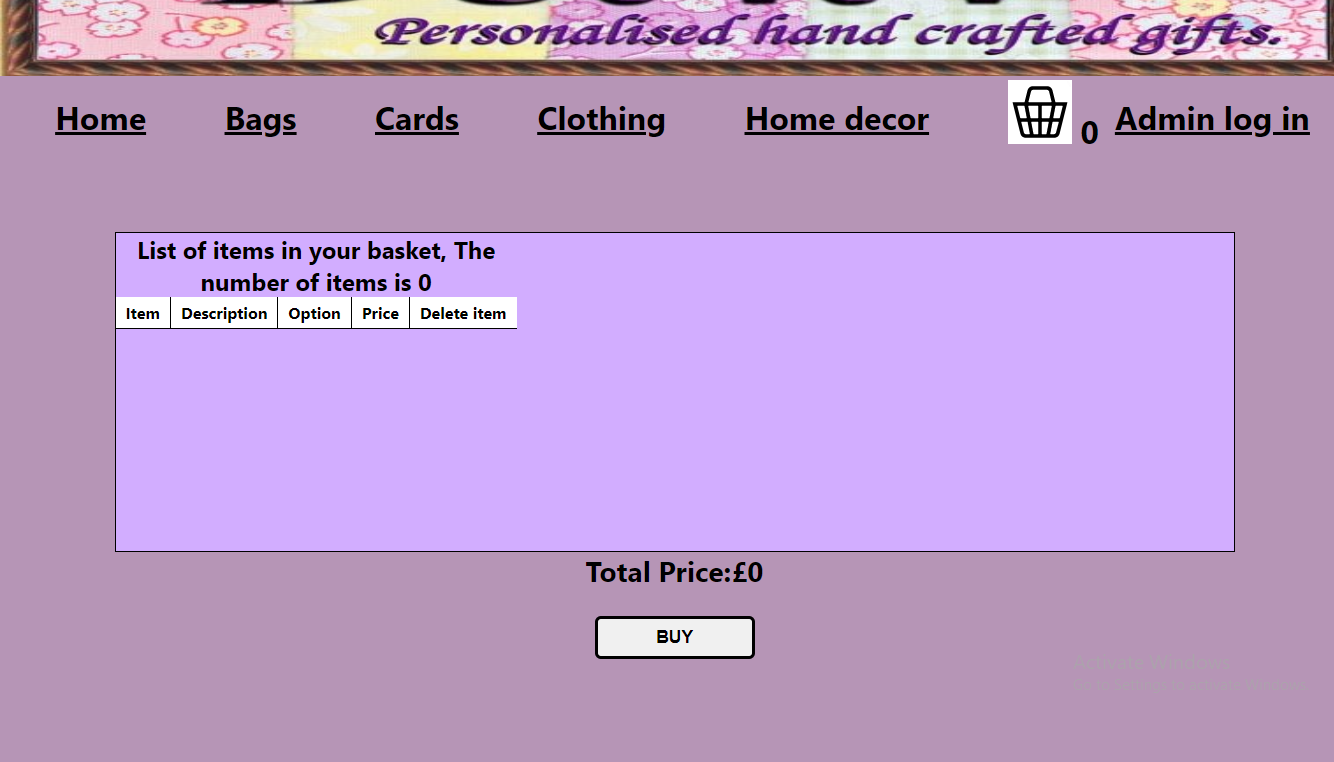 Personalised hand crafted gifts.
Home Bags Cards Clothing Home decor 0 Admin log in
List of items in your basket, The
number of items is 0
Item Description Option Price Delete item
Total Price:£0
BUY
Activate Windows